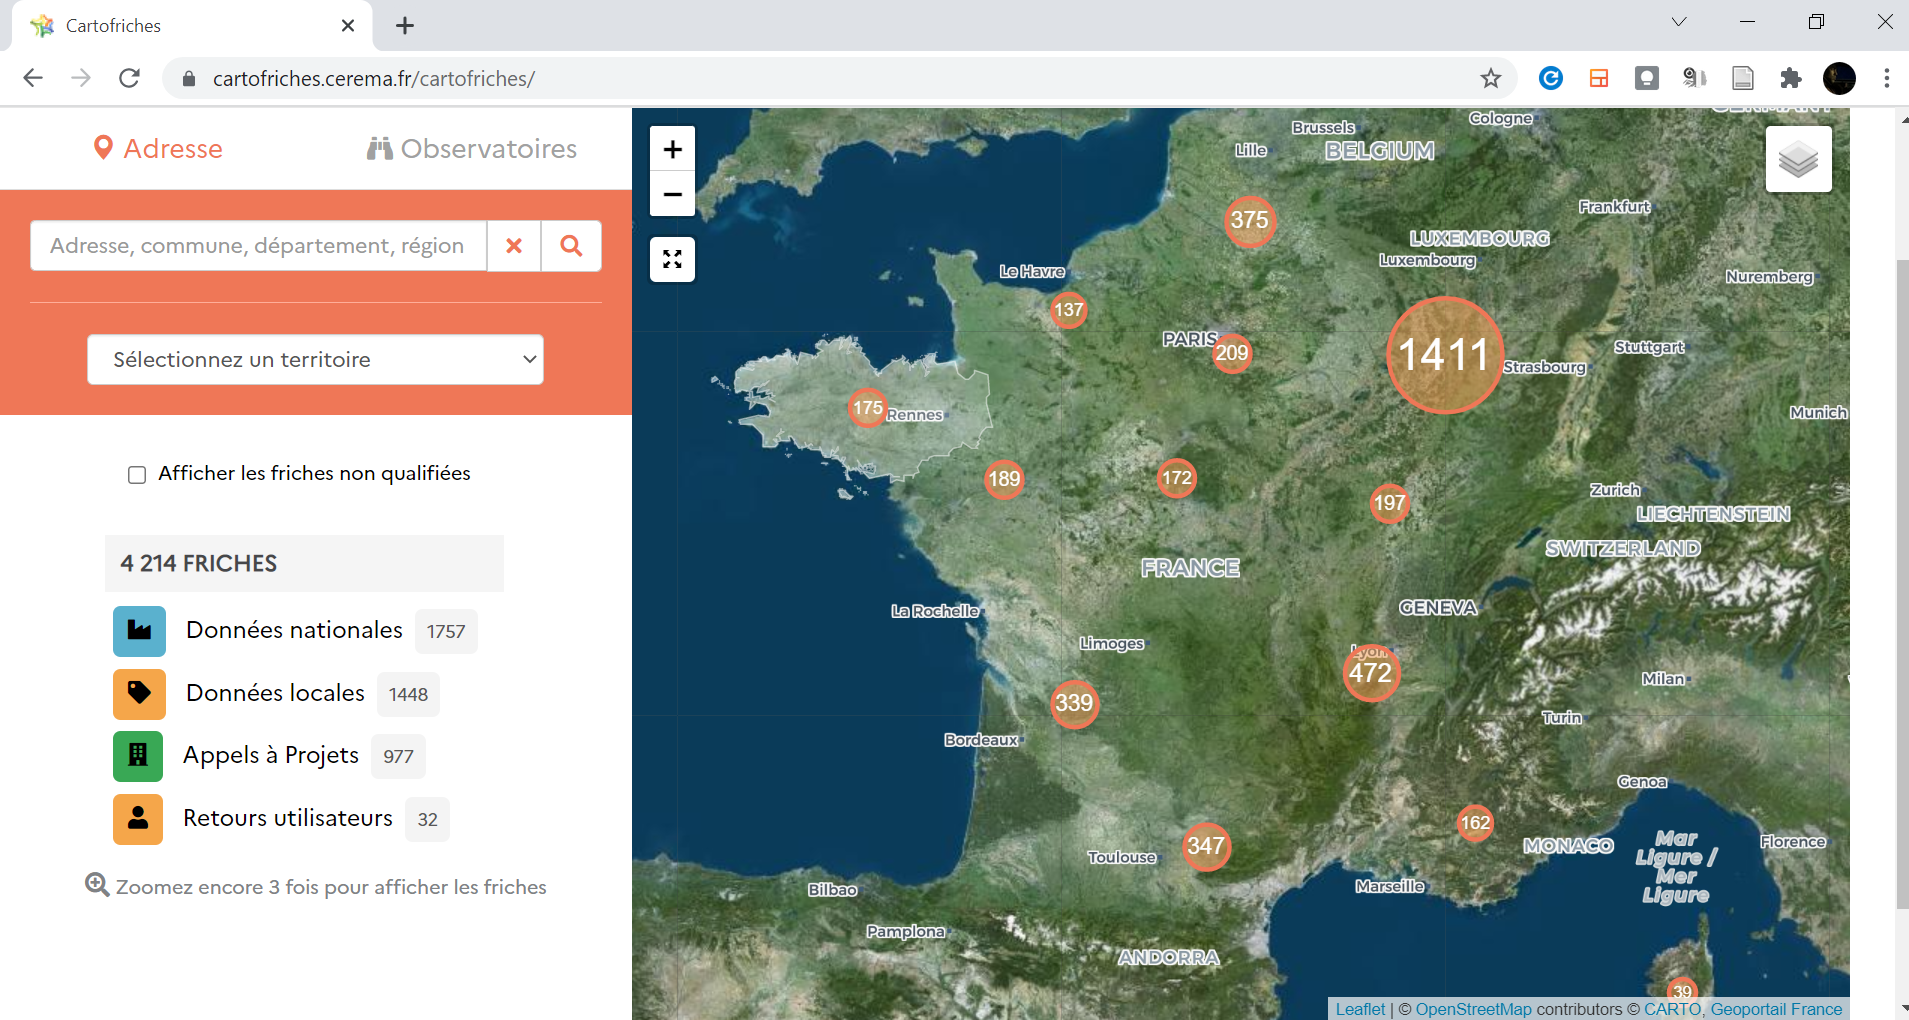 Cartofriches
cartofriches.cerema.fr/cartofriches/
Adresse
Observatoires
Adresse, commune, département, région
Sélectionnez un territoire
Afficher les friches non qualifiées
4 214 FRICHES
Données nationales 1757
Données locales 1448
Appels à Projets 977
Retours utilisateurs 32
Zoomez encore 3 fois pour afficher les friches
+
−
Cologne
Brussels
Lille
BELGIUM
Frankfurt
375
LUXEMBOURG
Luxembourg
Le Havre
Nuremberg
137
PARIS
209
1411
Stuttgart
Strasbourg
175
Rennes
Munich
189
172
197
Zurich
LIECHTENSTEIN
SWITZERLAND
FRANCE
GENEVA
La Rochelle
Limoges
Lyon
472
Milan
339
Turin
Bordeaux
Genoa
162
347
MONACO
Mar
Ligure /
Mer
Ligure
Florence
Toulouse
Marseille
Bilbao
Pamplona
ANDORRA
39
Leaflet | © OpenStreetMap contributors © CARTO, Geoportail France